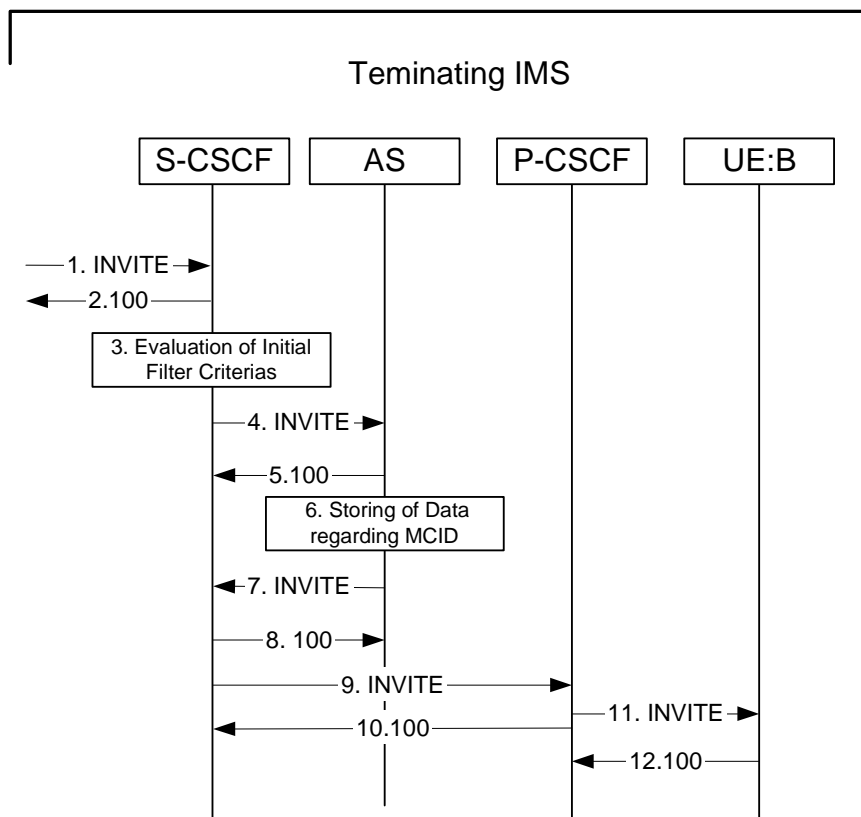 Teminating IMS
S-CSCF
AS
P-CSCF
UE:B
1. INVITE
2.100
3. Evaluation of Initial
Filter Criterias
4. INVITE
5.100
6. Storing of Data
regarding MCID
7. INVITE
8. 100
9. INVITE
10.100
11. INVITE
12.100